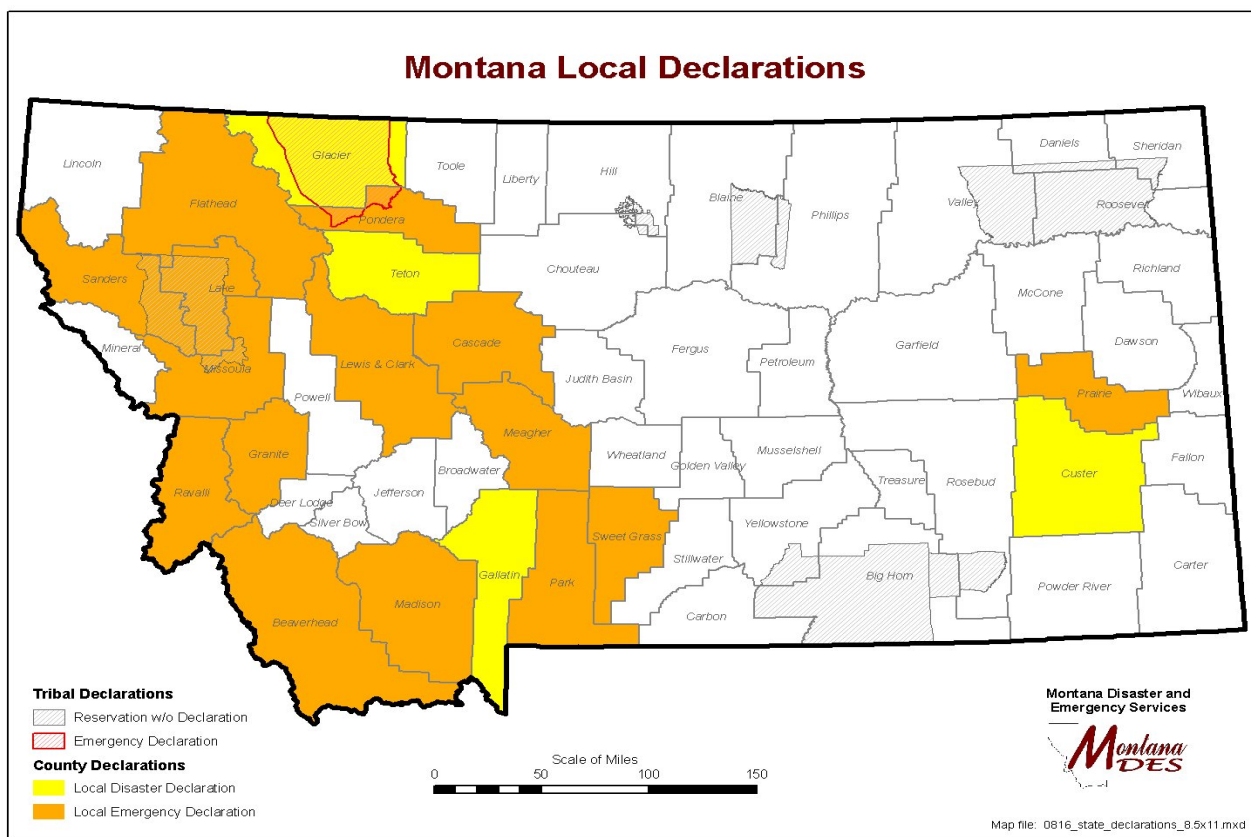 Montana Local Declarations
Lincoln
Glacier
Toole
Liberty
Hill
Blaine
Phillips
Valley
Daniels
Sheridan
Roosevelt
Flathead
Pondera
Teton
Chouteau
Richland
McCone
Sanders
Lake
Mineral
Missoula
Powell
Lewis & Clark
Cascade
Judith Basin
Fergus
Petroleum
Garfield
Dawson
Prairie
Wibaux
Granite
Ravalli
Meagher
Broadwater
Jefferson
Deer Lodge
Silver Bow
Wheatland
Golden Valley
Musselshell
Treasure
Rosebud
Custer
Fallon
Yellowstone
Stillwater
Sweet Grass
Park
Gallatin
Madison
Beaverhead
Carbon
Big Horn
Powder River
Carter
Tribal Declarations
Reservation w/o Declaration
Emergency Declaration
County Declarations
Local Disaster Declaration
Local Emergency Declaration
Scale of Miles
0 50 100 150
Montana Disaster and
Emergency Services
Montana
DES
Map file: 0816_state_declarations_8.5x11.mxd